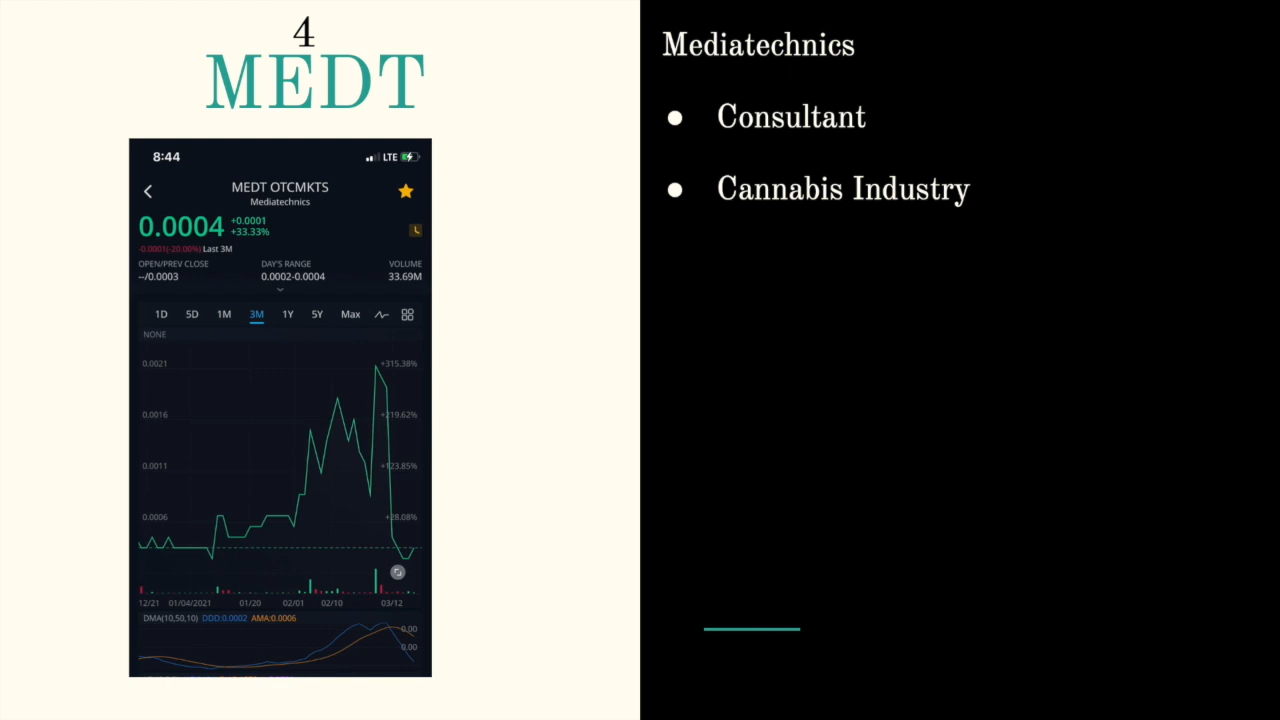 4
MEDT
8:44
LTE
MEDT OTCMKTS
Mediatechnics
0.0004 +0.0001
+33.33%
-0.0001(-20.00%) Last 3M
OPEN/PREV CLOSE DAY'S RANGE VOLUME
--/0.0003 0.0002-0.0004 33.69M
1D 5D 1M 3M 1Y 5Y Max
NONE
0.0021 +315.38%
0.0016 +219.62%
0.0011 +123.85%
0.0006 +28.08%
12/21 01/04/2021 01/20 02/01 02/10 03/12
DMA(10,50,10) DDD:0.0002 AMA:0.0006
0.00
0.00
Mediatechnics
● Consultant
● Cannabis Industry